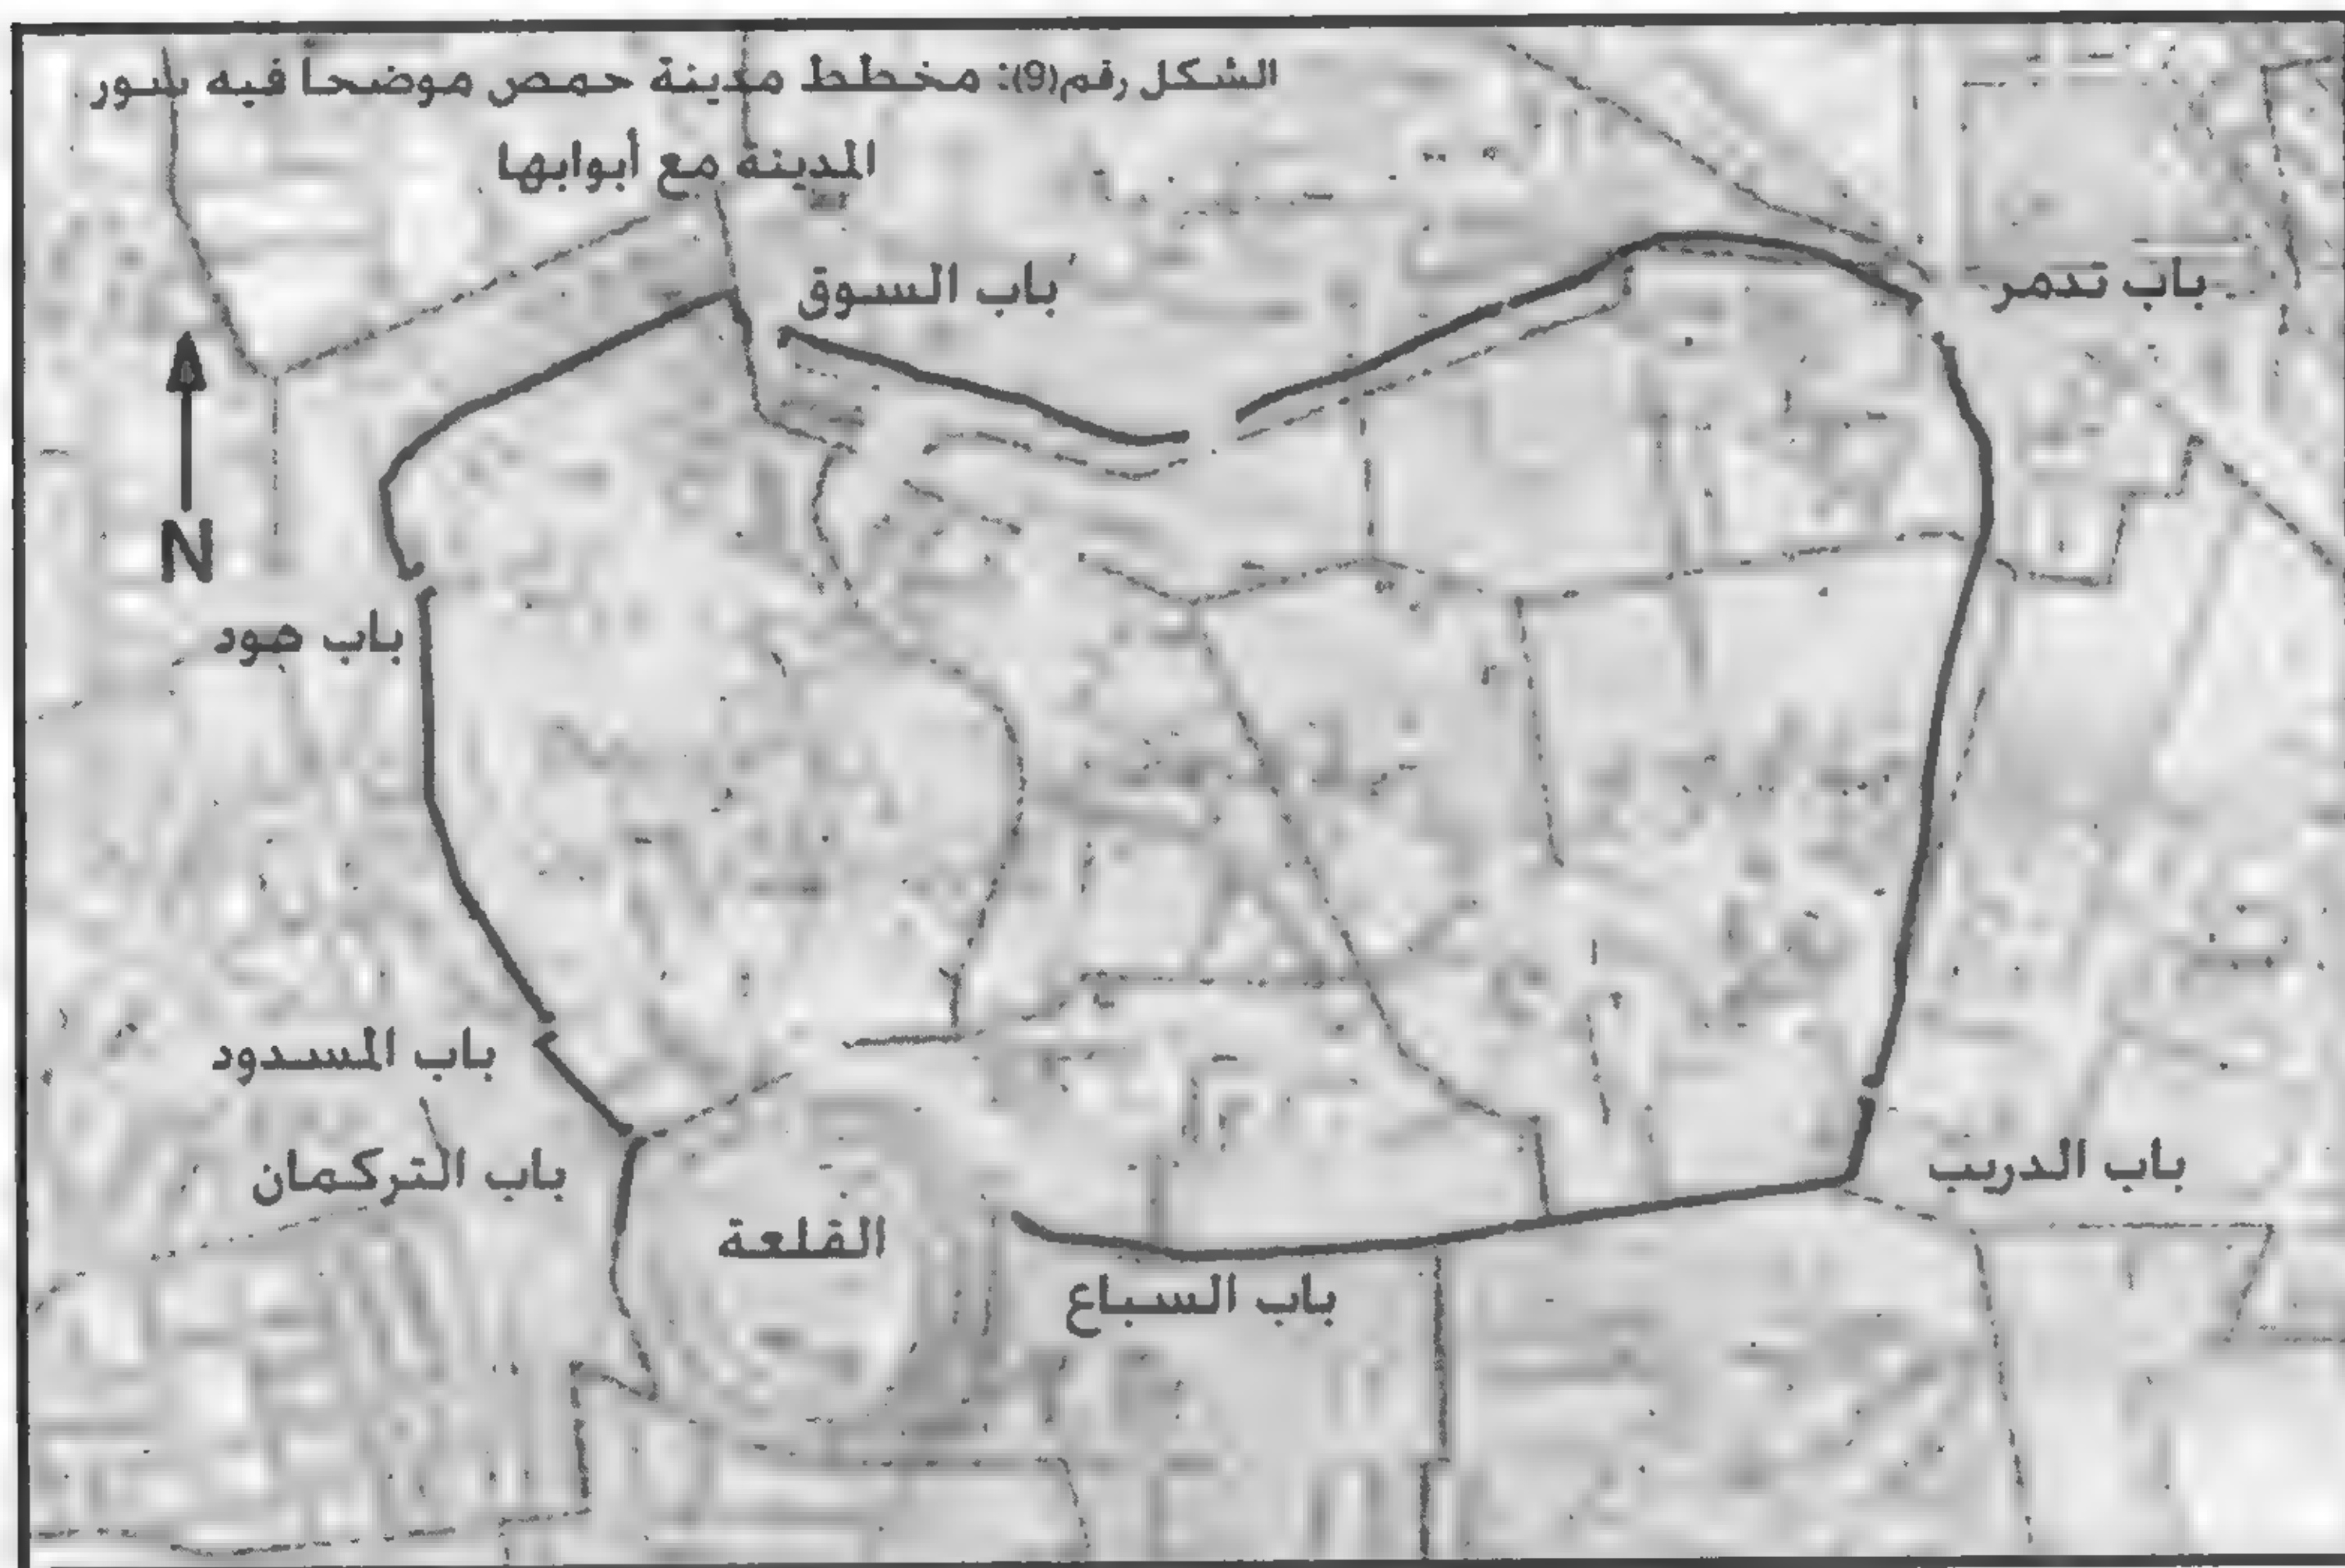 الشكل رقم(9): مخطط مدينة حمص موضحاً فيه سور
المدينة مع أبوابها
باب السوق
باب تدمر
N
باب هود
باب المسدود
باب التركمان
باب الدريب
القلعة
باب السباع